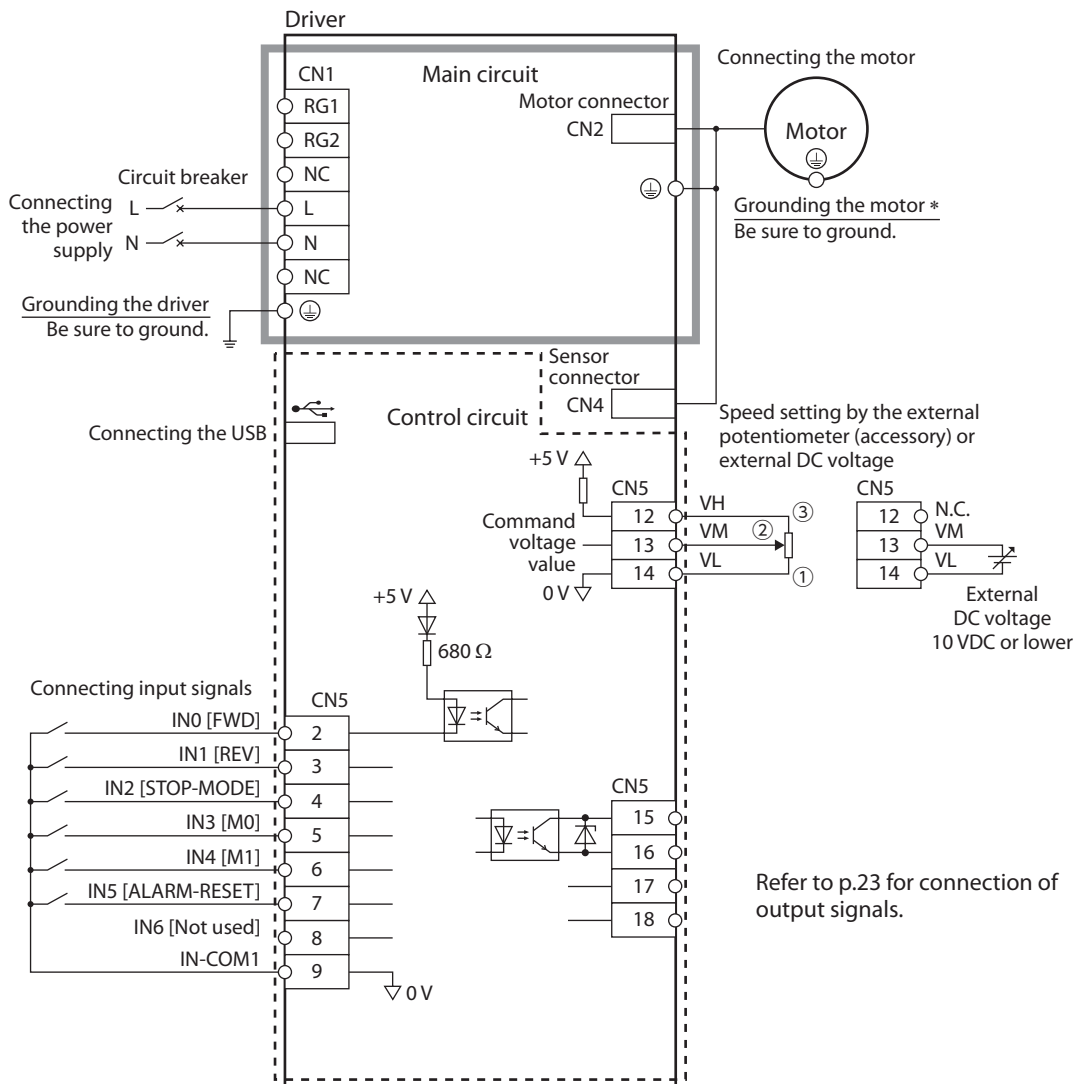 Driver
CN1
Main circuit
Connecting the motor
RG1
Motor connector
RG2
CN2
Motor
NC
Circuit breaker
Connecting
the power
supply
L
L
N
N
Grounding the motor *
Be sure to ground.
NC
Grounding the driver
Be sure to ground.
Sensor
connector
CN4
Control circuit
Connecting the USB
Speed setting by the external
potentiometer (accessory) or
external DC voltage
+5 V
CN5
CN5
Command
voltage
value
12
VH
③
12
N.C.
13
VM
②
13
VM
14
VL
①
14
VL
0 V
External
DC voltage
10 VDC or lower
+5 V
680 Ω
Connecting input signals
CN5
IN0 [FWD]
2
IN1 [REV]
3
IN2 [STOP-MODE]
4
IN3 [M0]
5
IN4 [M1]
6
IN5 [ALARM-RESET]
7
IN6 [Not used]
8
IN-COM1
9
0 V
CN5
15
16
17
18
Refer to p.23 for connection of
output signals.